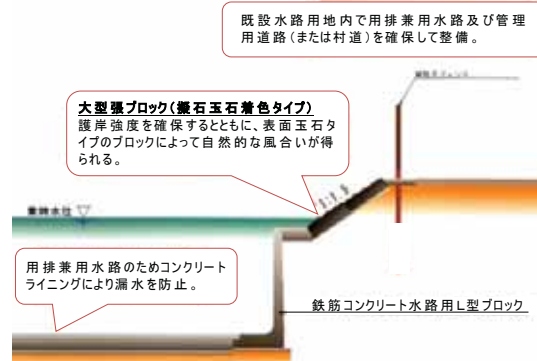 既設水路用地内で用排兼用水路及び管理
用道路(または村道)を確保して整備。
大型張ブロック(擬石玉石着色タイプ)
護岸強度を確保するとともに、表面玉石タ
イプのブロックによって自然的な風合いが得
られる。
用排兼用水路のためコンクリート
ライニングにより漏水を防止。
鉄筋コンクリート水路用L型ブロック